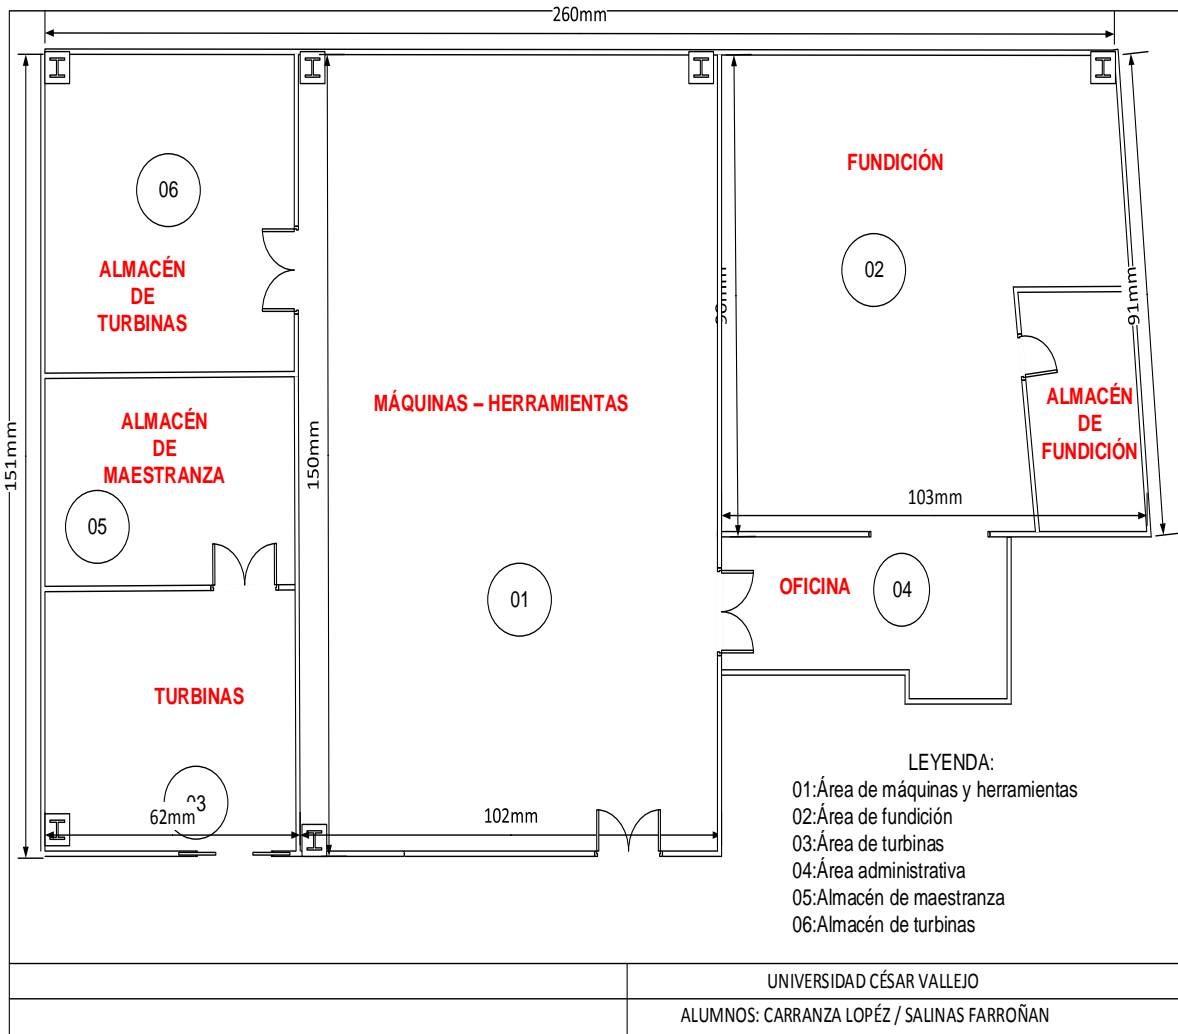 260mm
FUNDICIÓN
06
02
ALMACÉN
DE
TURBINAS
91mm
MÁQUINAS – HERRAMIENTAS
ALMACÉN
DE
FUNDICIÓN
ALMACÉN
DE
MAESTRANZA
151mm
150mm
103mm
05
01
OFICINA
04
TURBINAS
03
62mm
102mm
LEYENDA:
01:Área de máquinas y herramientas
02:Área de fundición
03:Área de turbinas
04:Área administrativa
05:Almacén de maestranza
06:Almacén de turbinas
UNIVERSIDAD CÉSAR VALLEJO
ALUMNOS: CARRANZA LOPÉZ / SALINAS FARROÑAN